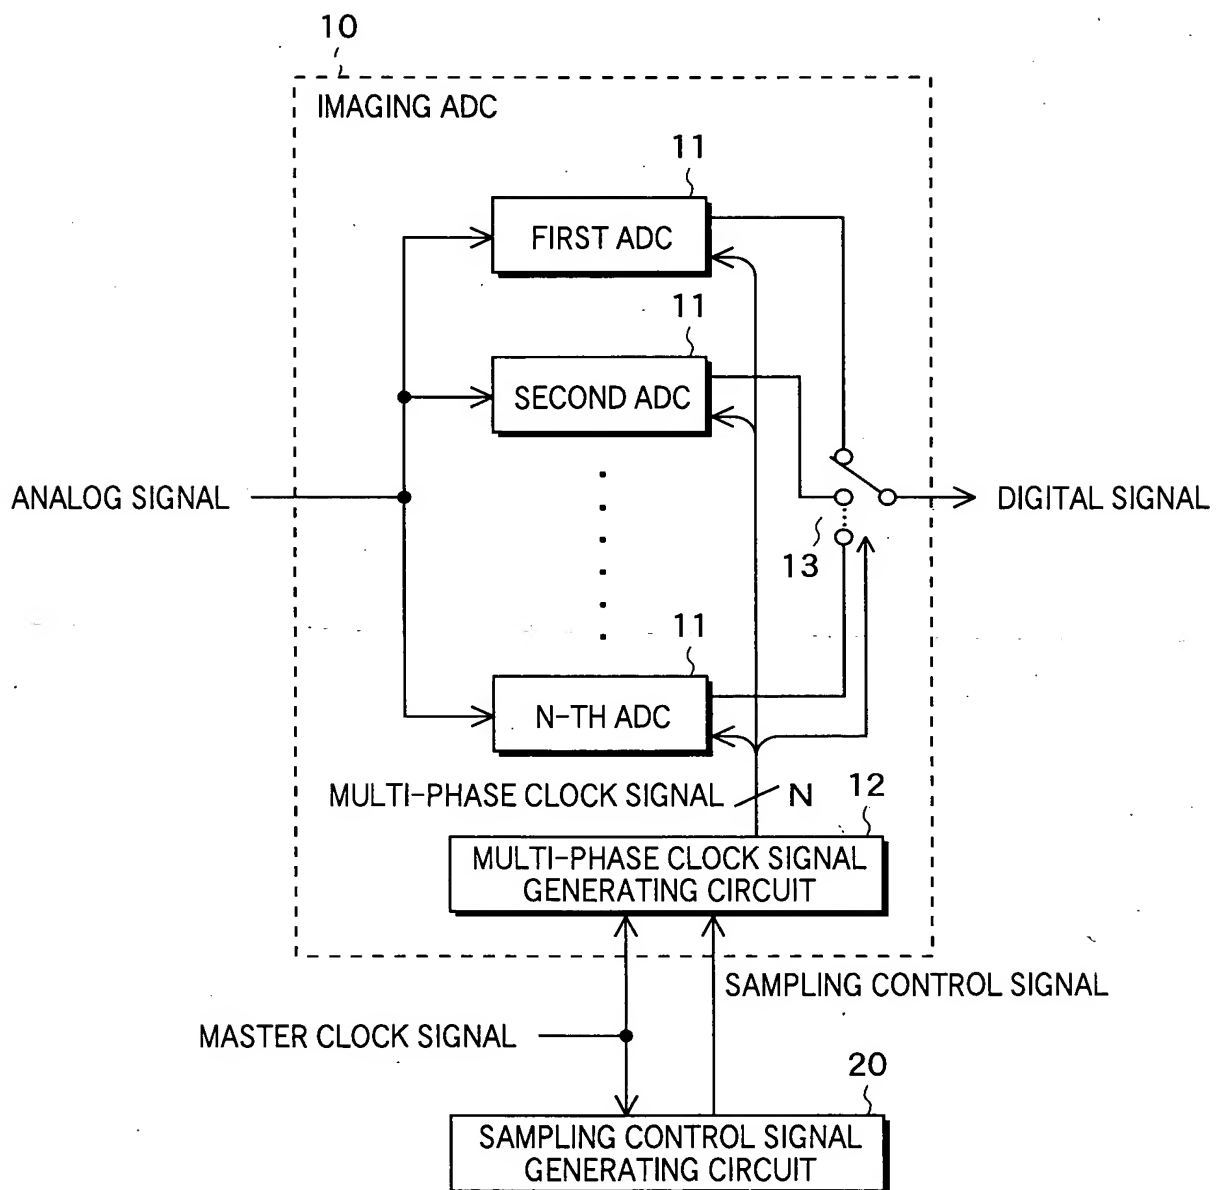 10
IMAGING ADC
11
FIRST ADC
11
SECOND ADC
ANALOG SIGNAL
DIGITAL SIGNAL
13
11
N-TH ADC
MULTI-PHASE CLOCK SIGNAL N
12
MULTI-PHASE CLOCK SIGNAL
GENERATING CIRCUIT
SAMPLING CONTROL SIGNAL
MASTER CLOCK SIGNAL
20
SAMPLING CONTROL SIGNAL
GENERATING CIRCUIT